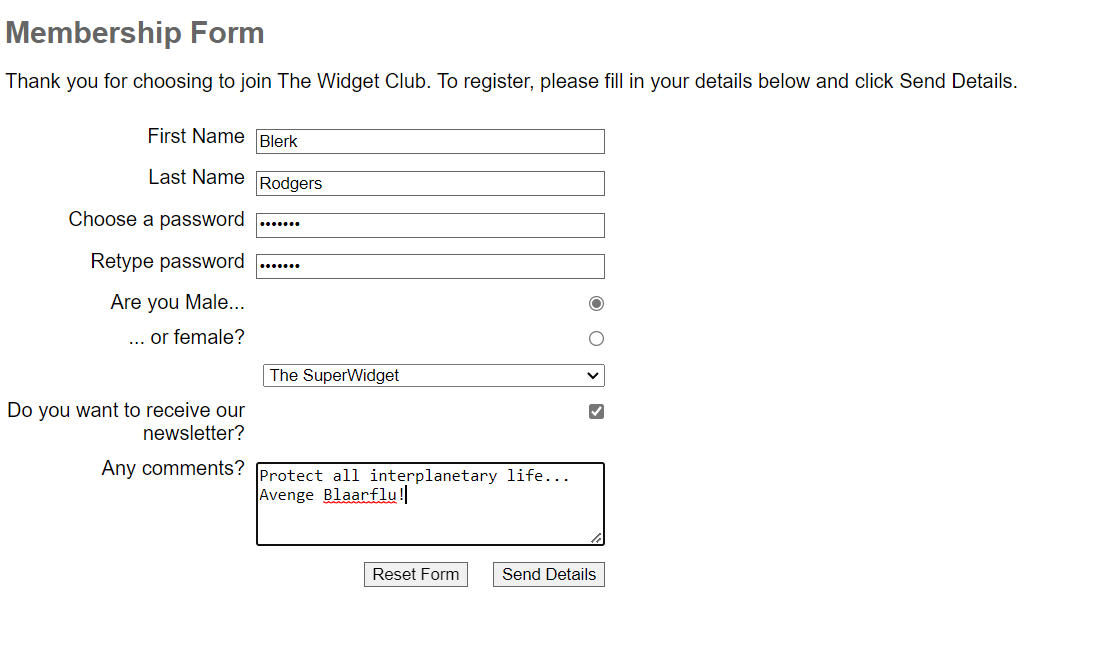 Membership Form
Thank you for choosing to join The Widget Club. To register, please fill in your details below and click Send Details.
First Name Blerk
Last Name Rodgers
Choose a password •••••••
Retype password •••••••
Are you Male...
... or female?
The SuperWidget
Do you want to receive our
newsletter?
Any comments? Protect all interplanetary life...
Avenge Blaarflu!
Reset Form Send Details